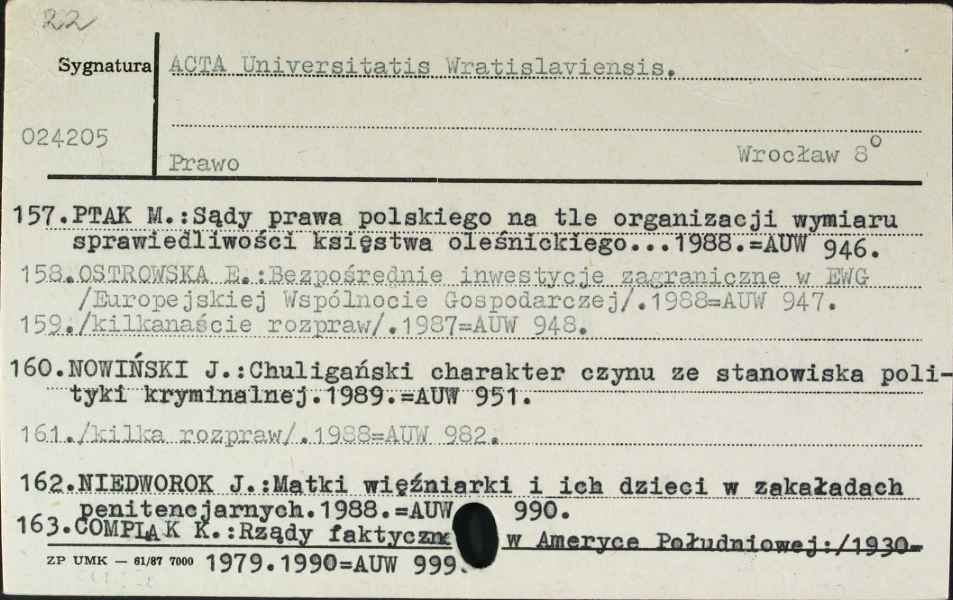 22
Sygnatura ACTA Universitatis Wratislaviensis.
024205
Prawo Wrocław 8°
157.PTAK M.:Sądy prawa polskiego na tle organizacji wymiaru
sprawiedliwości księstwa oleśnickiego...1988.=AUW 946.
158.OSTROWSKA E.:Bezpośrednie inwestycje zagraniczne w EWG
/Europejskiej Wspólnocie Gospodarczej/.1988=AUW 947.
159./kilkanaście rozpraw/.1987=AUW 948.
160.NOWIŃSKI J.:Chuligański charakter czynu ze stanowiska poli-
tyki kryminalnej.1989.=AUW 951.
161./kilka rozpraw/.1988=AUW 982.
162.NIEDWOROK J.:Matki więźniarki i ich dzieci w zakaładach
penitencjarnych.1988.=AUW 990.
163.COMPLAK K.:Rządy w Ameryce Południowej:/1930-
ZP UMK — 61/87 7000 1979.1990=AUW 999.